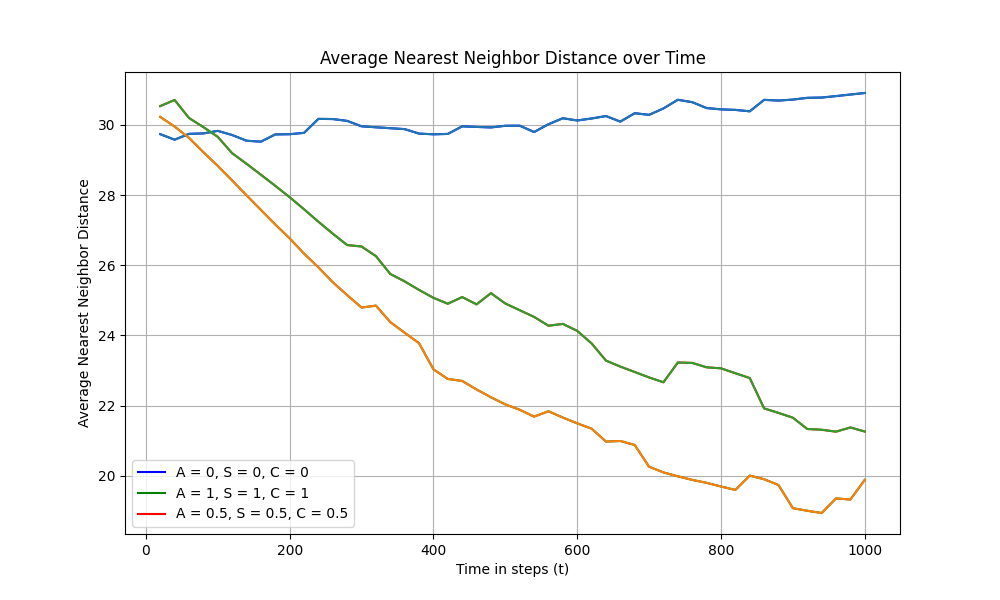 Average Nearest Neighbor Distance over Time
Average Nearest Neighbor Distance
30
28
26
24
22
20
A = 0, S = 0, C = 0
A = 1, S = 1, C = 1
A = 0.5, S = 0.5, C = 0.5
0 200 400 600 800 1000
Time in steps (t)